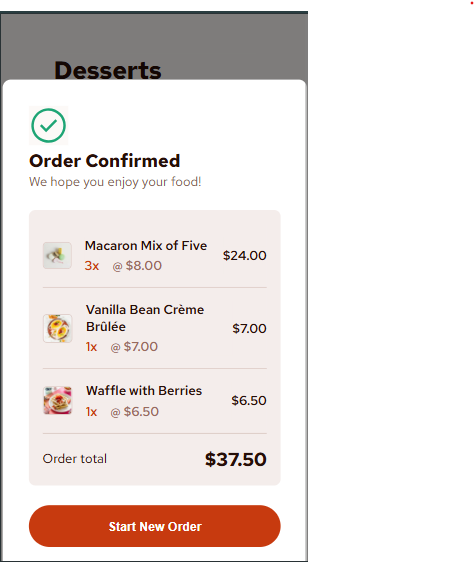 Desserts
Order Confirmed
We hope you enjoy your food!
Macaron Mix of Five
3x @ $8.00
$24.00
Vanilla Bean Crème
Brûlée
1x @ $7.00
$7.00
Waffle with Berries
1x @ $6.50
$6.50
Order total $37.50
Start New Order